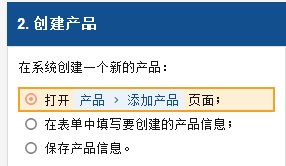 2. 创建产品
在系统创建一个新的产品：
打开 产品 > 添加产品 页面；
在表单中填写要创建的产品信息；
保存产品信息。